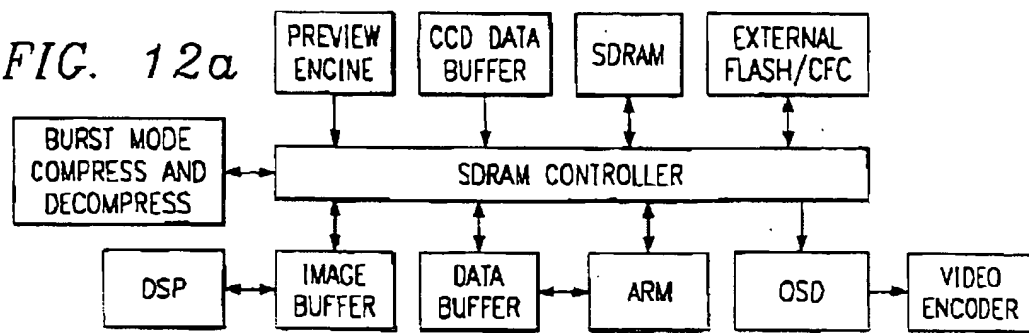 FIG. 12a
PREVIEW
ENGINE
CCD DATA
BUFFER
SDRAM
EXTERNAL
FLASH/CFC
BURST MODE
COMPRESS AND
DECOMPRESS
SDRAM CONTROLLER
DSP
IMAGE
BUFFER
DATA
BUFFER
ARM
OSD
VIDEO
ENCODER